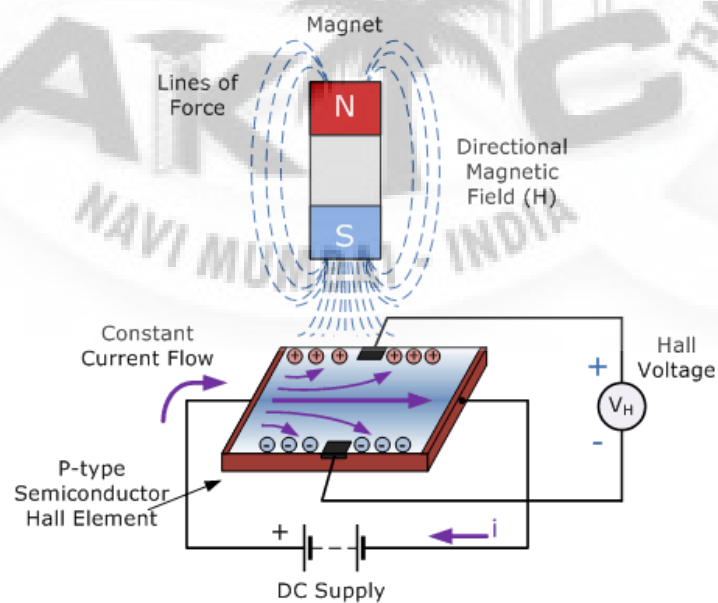 Magnet
Lines of
Force
N
Directional
Magnetic
Field (H)
S
NAVI MUMBAI - INDIA
Constant
Current Flow
+ + + + + +
Hall
Voltage
+
VH
-
- - - - - -
P-type
Semiconductor
Hall Element
+
i
DC Supply